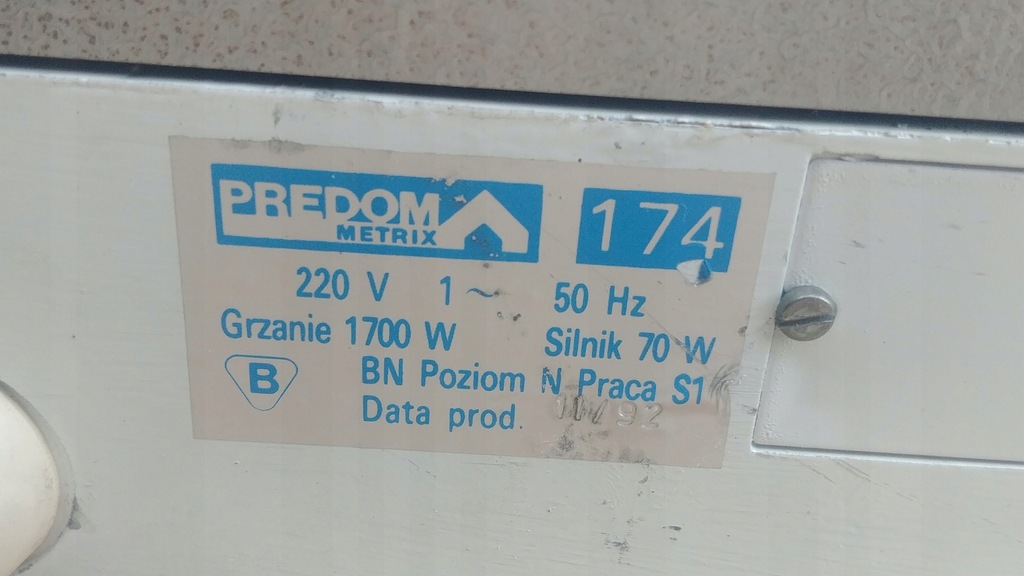 PREDOM
METRIX
174
220 V 1~ 50 Hz
Grzanie 1700 W Silnik 70 W
B BN Poziom N Praca S1
Data prod. 92